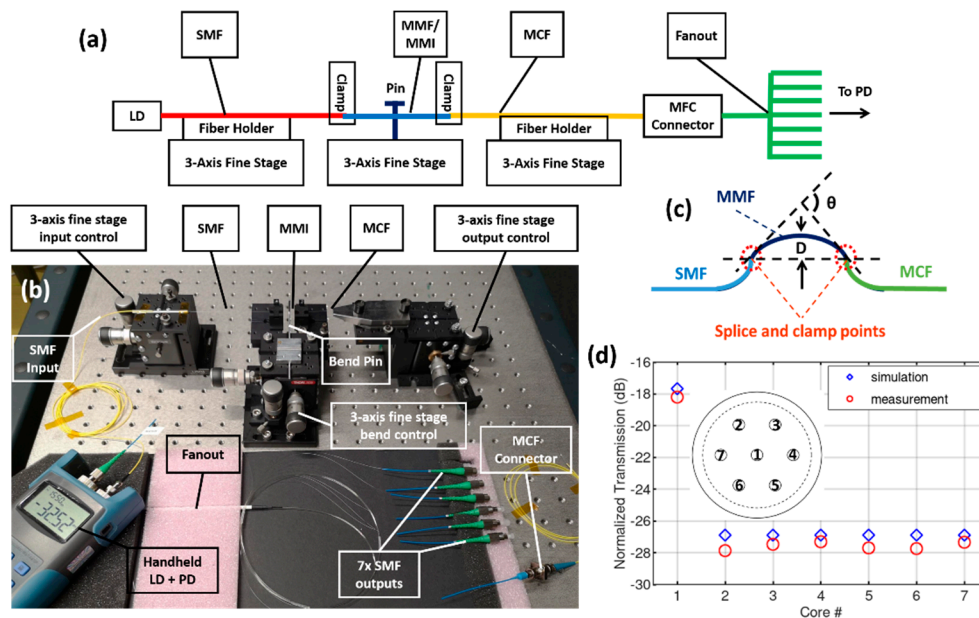 (a)
SMF
MMF/
MMI
MCF
Fanout
Clamp
Pin
Clamp
To PD
LD
MFC
Connector
Fiber Holder
Fiber Holder
3-Axis Fine Stage
3-Axis Fine Stage
3-Axis Fine Stage
3-axis fine stage
input control
SMF
MMI
MCF
3-axis fine stage
output control
(b)
SMF
Input
Bend Pin
3-axis fine stage
bend control
Fanout
MCF
Connector
Handheld
LD + PD
7x SMF
outputs
1550
-32.52
(c)
MMF
θ
D
SMF
MCF
Splice and clamp points
(d)
Normalized Transmission (dB)
-16
-18
-20
-22
-24
-26
-28
-30
simulation
measurement
2
3
7
1
4
6
5
1
2
3
4
5
6
7
Core #